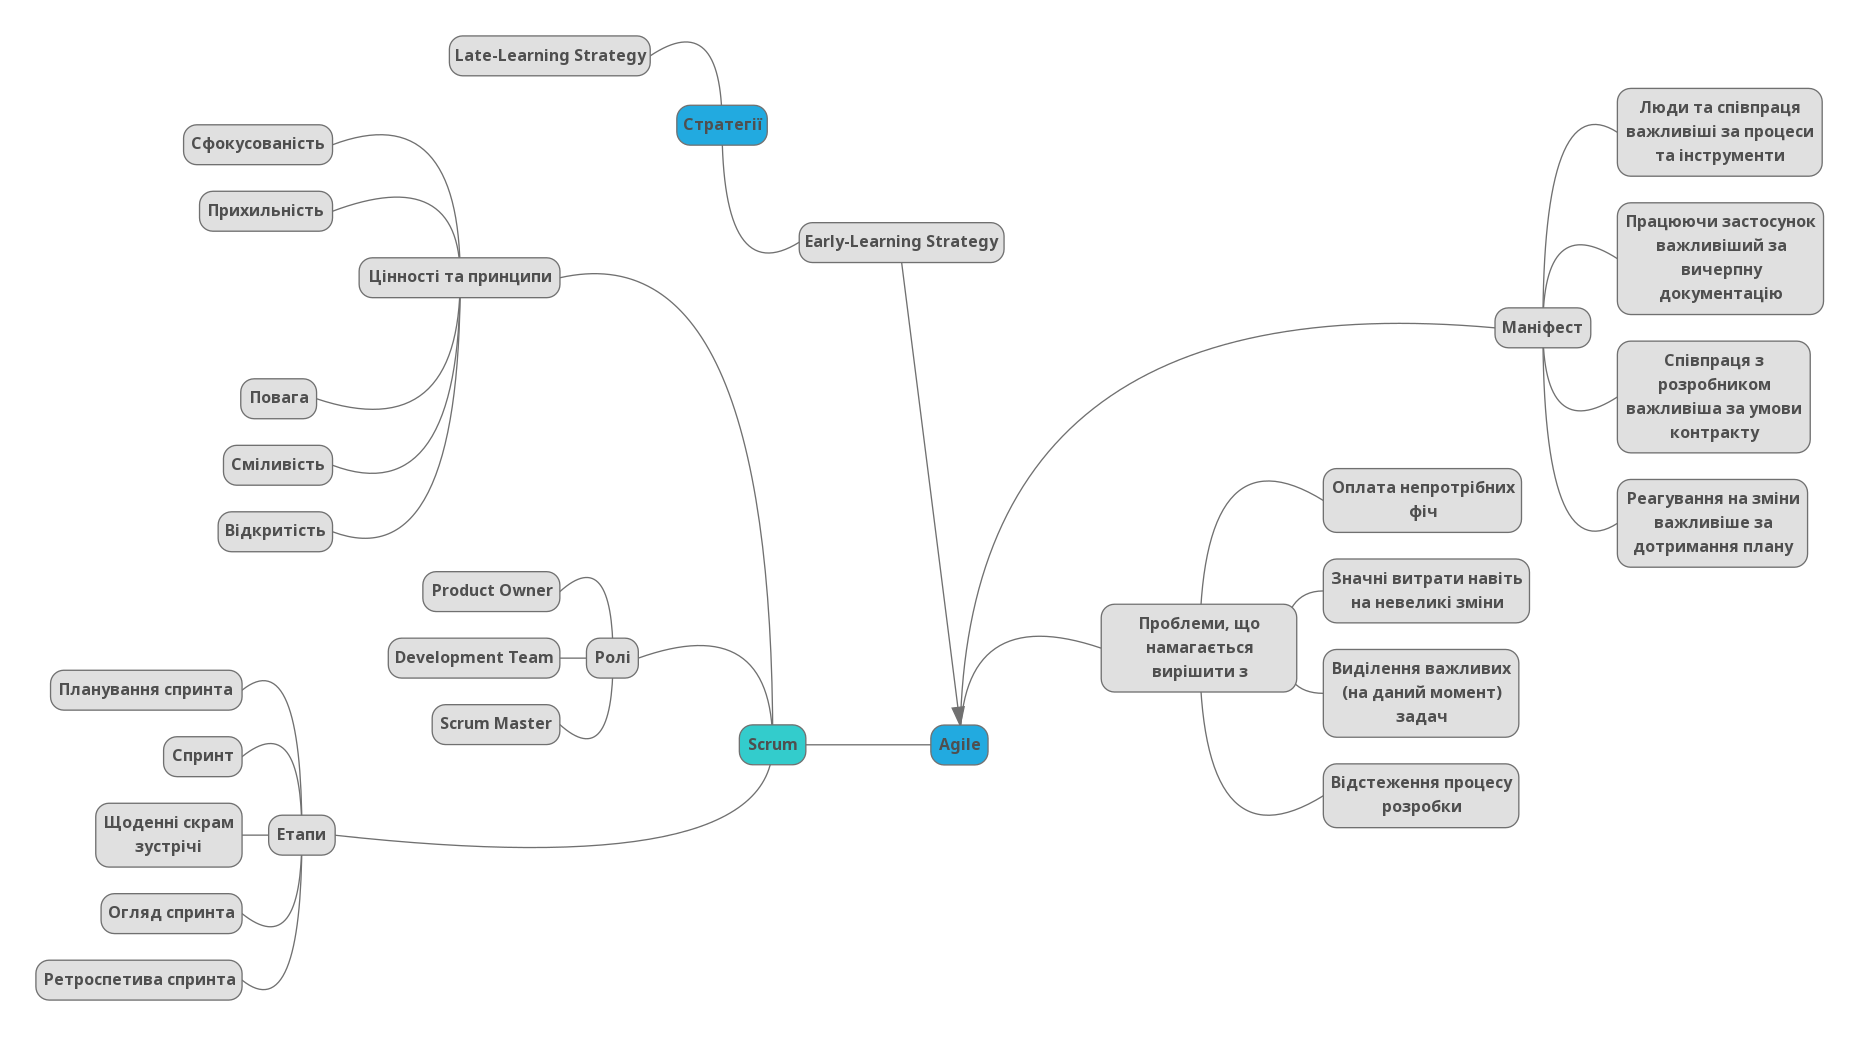 Late-Learning Strategy
Стратегії
Early-Learning Strategy
Сфокусованість
Прихильність
Цінності та принципи
Повага
Сміливість
Відкритість
Product Owner
Development Team
Ролі
Scrum Master
Планування спринта
Спринт
Щоденні скрам
зустрічі
Етапи
Огляд спринта
Ретроспетива спринта
Scrum
Agile
Маніфест
Люди та співпраця
важливіші за процеси
та інструменти
Працюючи застосунок
важливіший за
вичерпну
документацію
Співпраця з
розробником
важливіша за умови
контракту
Реагування на зміни
важливіше за
дотримання плану
Проблеми, що
намагається
вирішити з
Оплата непротрібних
фіч
Значні витрати навіть
на невеликі зміни
Виділення важливих
(на даний момент)
задач
Відстеження процесу
розробки